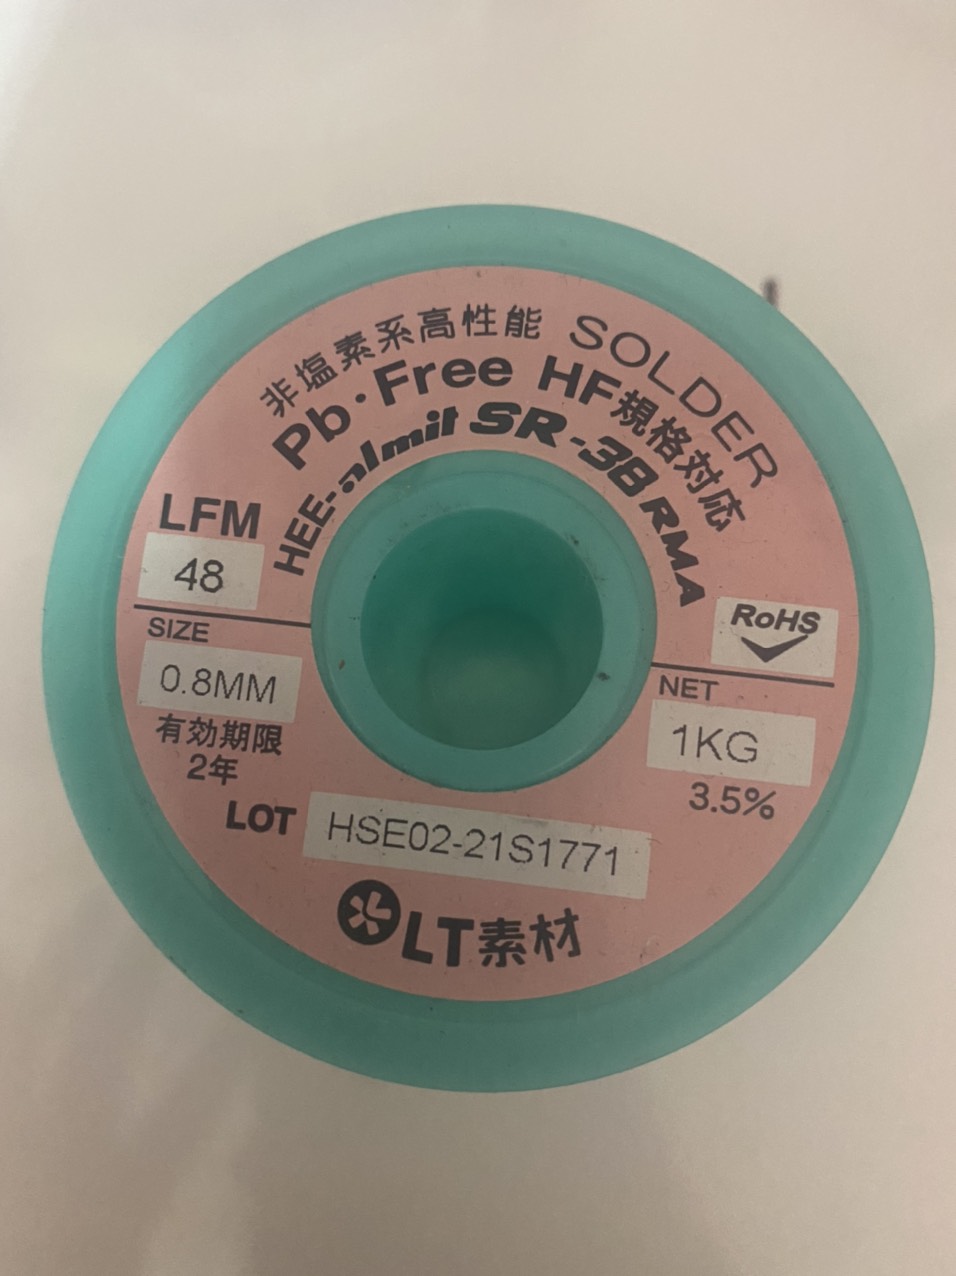 非塩素系高性能 SOLDER
Pb・Free HF規格対応
HEE-almit SR-38 RMA
LFM
48
RoHS
SIZE
0.8MM
NET
1KG
有効期限
2年
3.5%
LOT HSE02-21S1771
LT素材